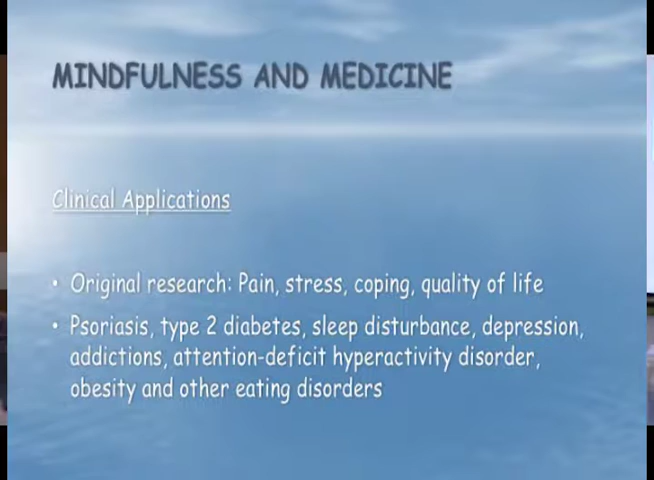 MINDFULNESS AND MEDICINE
Clinical Applications
• Original research: Pain, stress, coping, quality of life
• Psoriasis, type 2 diabetes, sleep disturbance, depression,
addictions, attention-deficit hyperactivity disorder,
obesity and other eating disorders